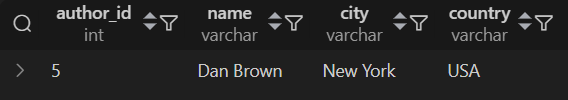 author_id name city country
int varchar varchar varchar
5 Dan Brown New York USA